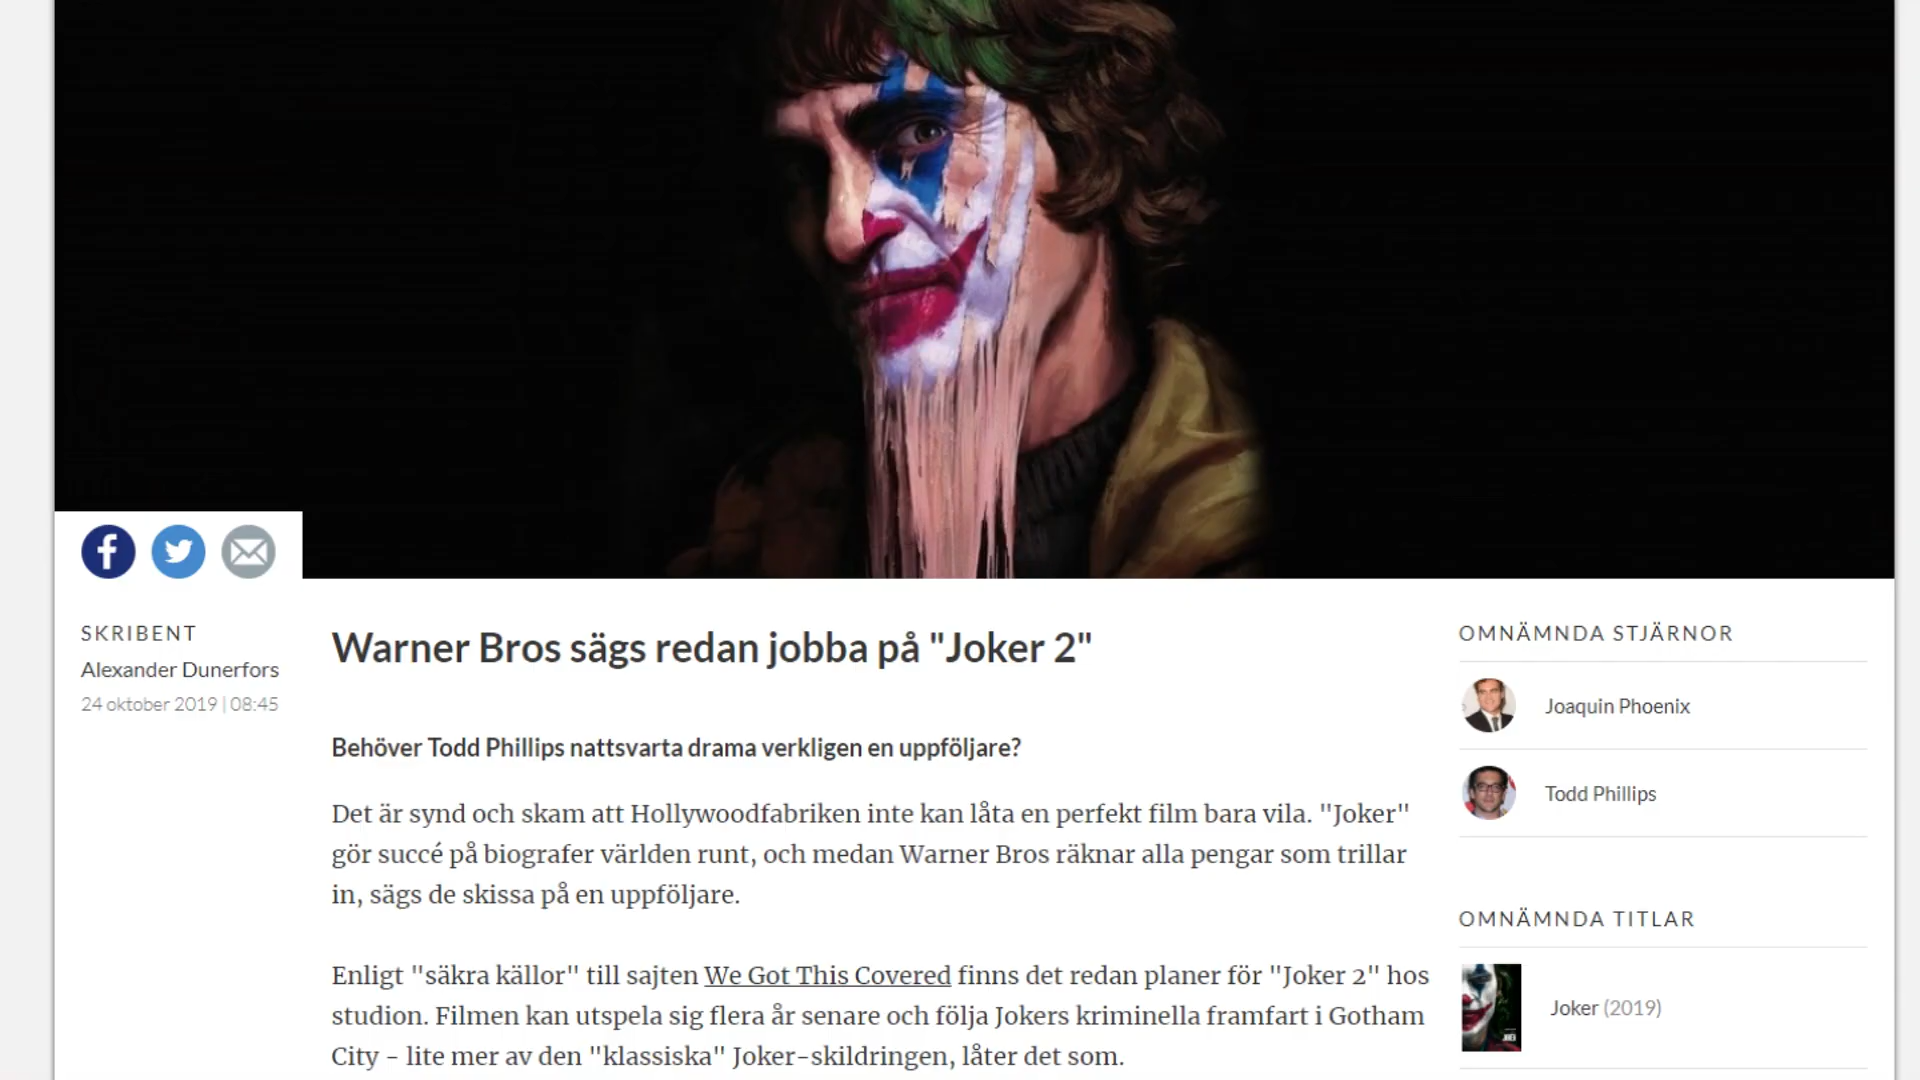 SKRIBENT
Alexander Dunerfors
24 oktober 2019 | 08:45
Warner Bros sägs redan jobba på "Joker 2"
Behöver Todd Phillips nattsvarta drama verkligen en uppföljare?
Det är synd och skam att Hollywoodfabriken inte kan låta en perfekt film bara vila. "Joker"
gör succé på biografer världen runt, och medan Warner Bros räknar alla pengar som trillar
in, sägs de skissa på en uppföljare.
Enligt "säkra källor" till sajten We Got This Covered finns det redan planer för "Joker 2" hos
studion. Filmen kan utspela sig flera år senare och följa Jokers kriminella framfart i Gotham
City - lite mer av den "klassiska" Joker-skildringen, låter det som.
OMNÄMNDA STJÄRNOR
Joaquin Phoenix
Todd Phillips
OMNÄMNDA TITLAR
Joker (2019)